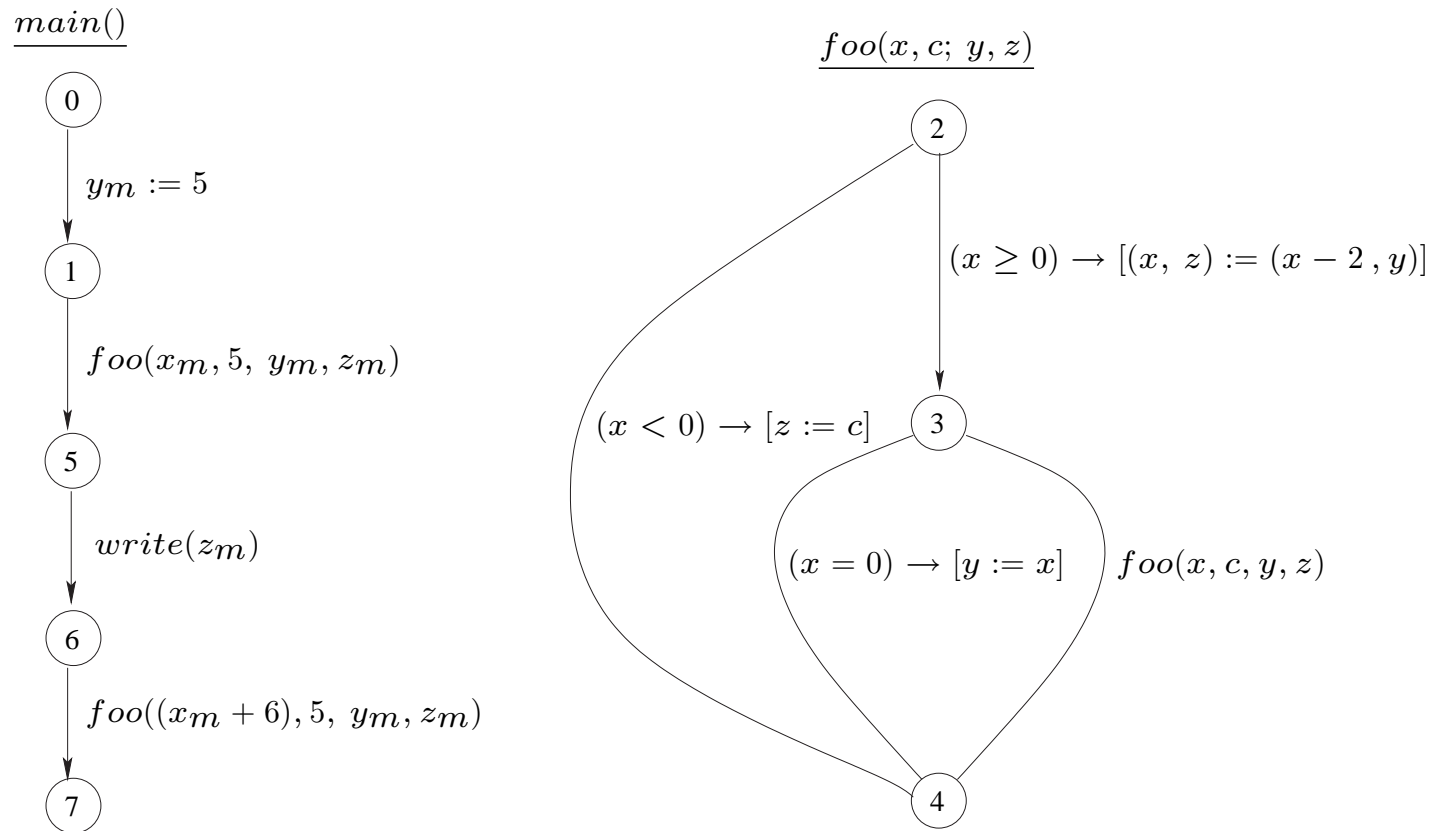 main()
0
y_m := 5
1
foo(x_m, 5, y_m, z_m)
5
write(z_m)
6
foo((x_m + 6), 5, y_m, z_m)
7
foo(x, c; y, z)
2
(x ≥ 0) → [(x, z) := (x − 2 , y)]
(x < 0) → [z := c]
3
(x = 0) → [y := x]
foo(x, c, y, z)
4